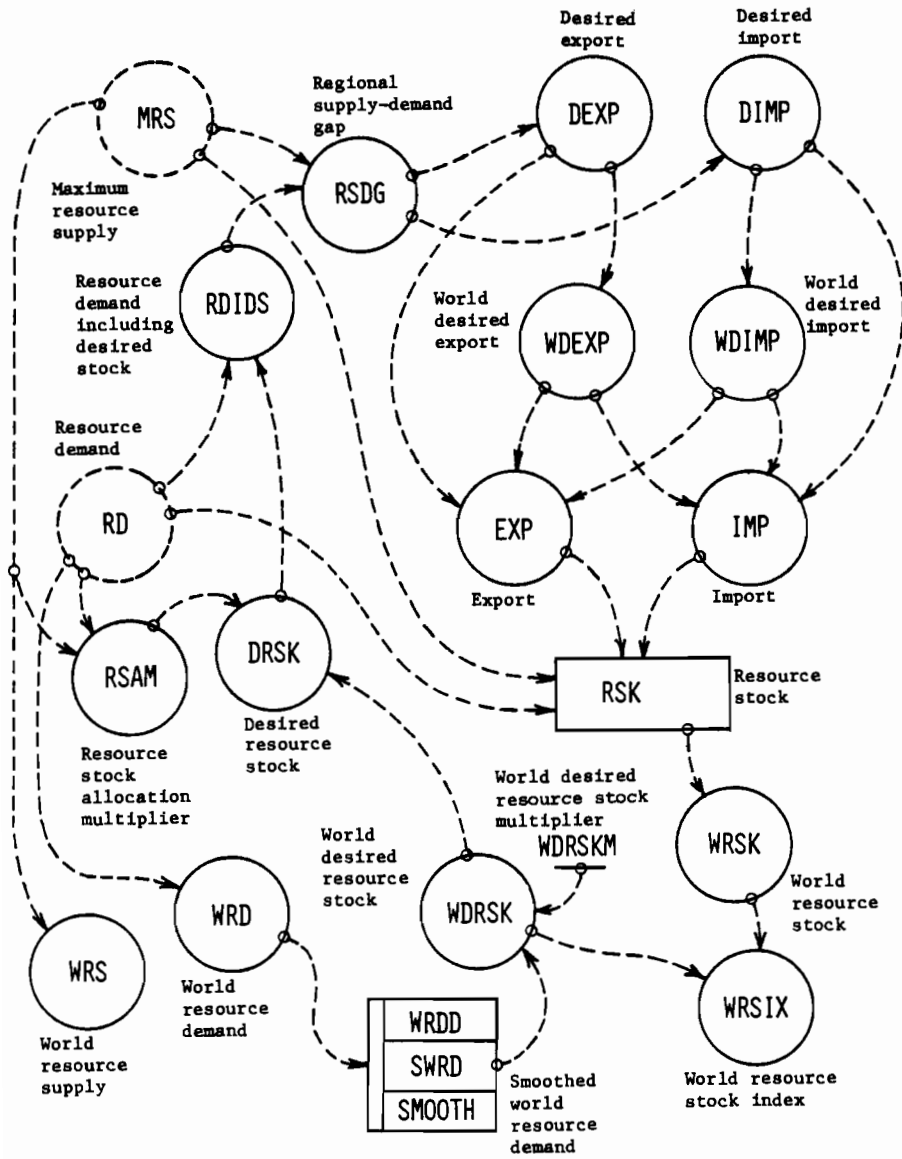 Desired
export
Desired
import
MRS
Regional
supply-demand
gap
DEXP
DIMP
Maximum
resource
supply
RSDG
Resource
demand
including
desired
stock
RDIDS
World
desired
export
WDEXP
WDIMP
World
desired
import
Resource
demand
RD
EXP
IMP
Export
Import
RSAM
DRSK
RSK
Resource
stock
Desired
resource
stock
Resource
stock
allocation
multiplier
World desired
resource stock
multiplier
WDRSKM
World
desired
resource
stock
WRSK
World
resource
stock
WRS
WRD
WDRSK
WRSIX
World
resource
supply
World
resource
demand
WRDD
SWRD
SMOOTH
Smoothed
world
resource
demand
World resource
stock index